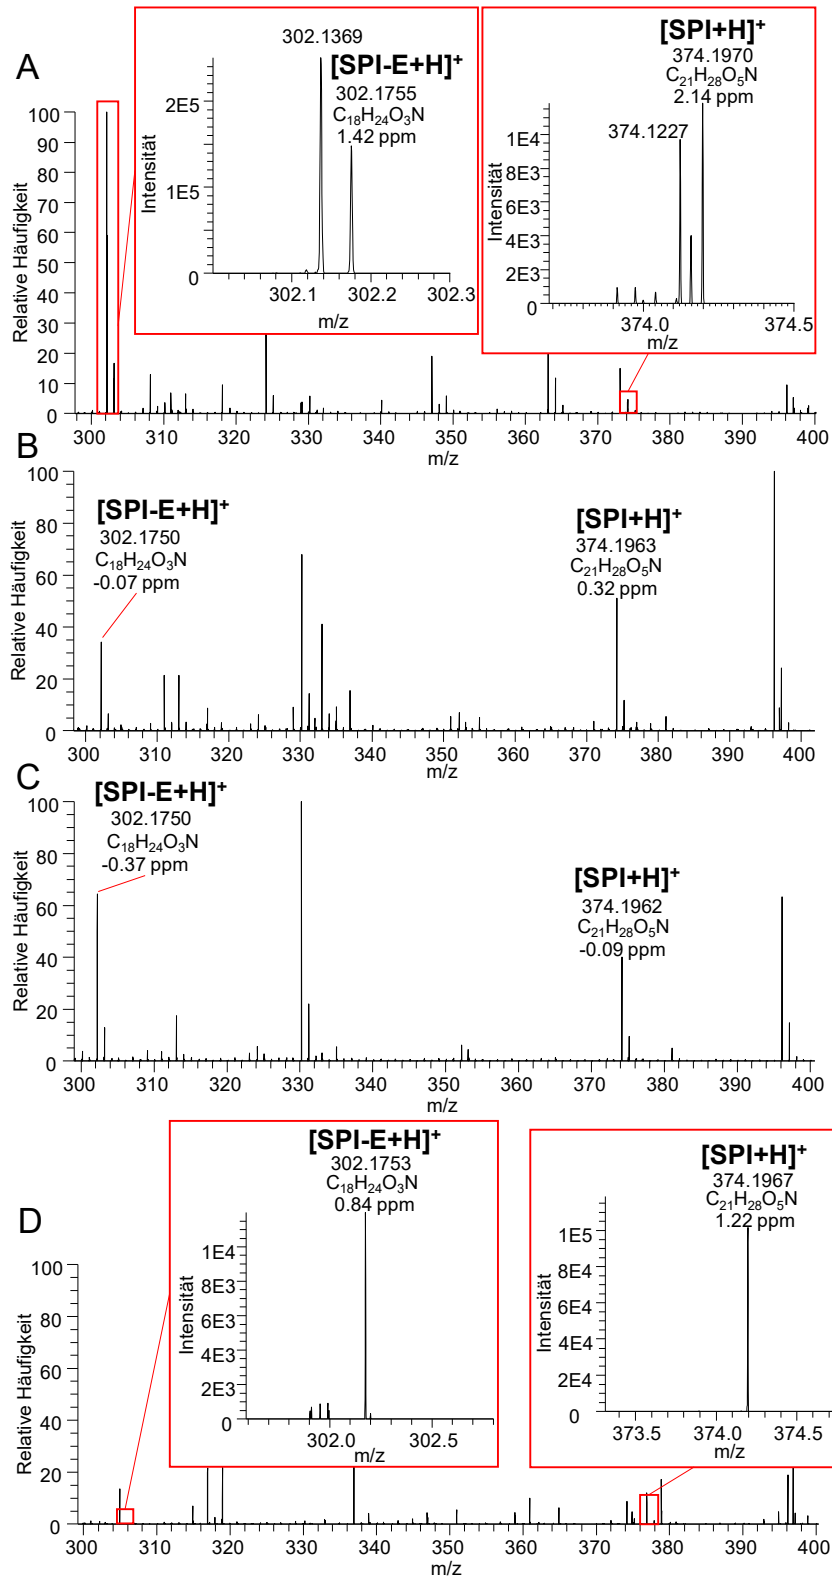 A
302.1369
[SPI-E+H]+
302.1755
C18H24O3N
1.42 ppm
Intensität
2E5
1E5
0
302.1 302.2 302.3
m/z
[SPI+H]+
374.1970
C21H28O5N
2.14 ppm
374.1227
Intensität
1E4
8E3
6E3
4E3
2E3
0
374.0 374.5
m/z
Relative Häufigkeit
100
90
80
70
60
50
40
30
20
10
0
300 310 320 330 340 350 360 370 380 390 400
m/z
B
[SPI-E+H]+
302.1750
C18H24O3N
-0.07 ppm
[SPI+H]+
374.1963
C21H28O5N
0.32 ppm
Relative Häufigkeit
100
80
60
40
20
0
300 310 320 330 340 350 360 370 380 390 400
m/z
C
[SPI-E+H]+
302.1750
C18H24O3N
-0.37 ppm
[SPI+H]+
374.1962
C21H28O5N
-0.09 ppm
Relative Häufigkeit
100
80
60
40
20
0
300 310 320 330 340 350 360 370 380 390 400
m/z
D
[SPI-E+H]+
302.1753
C18H24O3N
0.84 ppm
Intensität
1E4
8E3
6E3
4E3
2E3
0
302.0 302.5
m/z
[SPI+H]+
374.1967
C21H28O5N
1.22 ppm
Intensität
1E5
8E4
6E4
4E4
2E4
0
373.5 374.0 374.5
m/z
Relative Häufigkeit
100
80
60
40
20
0
300 310 320 330 340 350 360 370 380 390 400
m/z